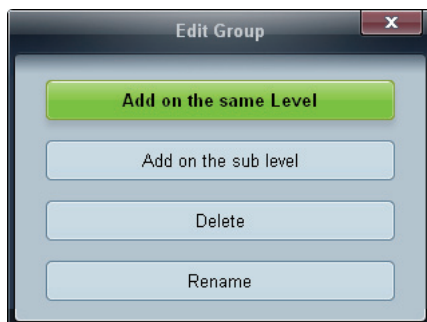 Edit Group
x
Add on the same Level
Add on the sub level
Delete
Rename